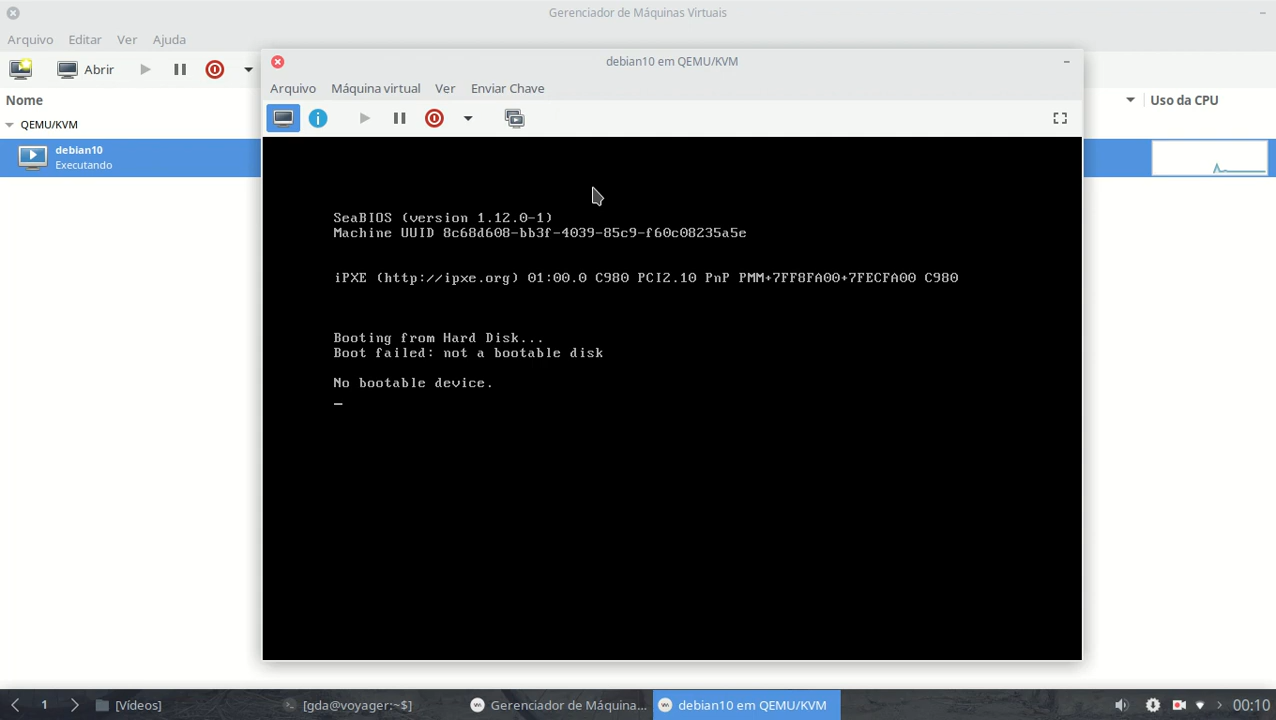 Gerenciador de Máquinas Virtuais
Arquivo Editar Ver Ajuda
Abrir
Nome
Uso da CPU
QEMU/KVM
debian10
Executando
debian10 em QEMU/KVM
Arquivo Máquina virtual Ver Enviar Chave
SeaBIOS (version 1.12.0-1)
Machine UUID 8c68d608-bb3f-4039-85c9-f60c08235a5e
iPXE (http://ipxe.org) 01:00.0 C980 PCI2.10 PnP PMM+7FF8FA00+7FECFA00 C980
Booting from Hard Disk...
Boot failed: not a bootable disk
No bootable device.
1 [Vídeos] [gda@voyager:~$] Gerenciador de Máquina... debian10 em QEMU/KVM 00:10